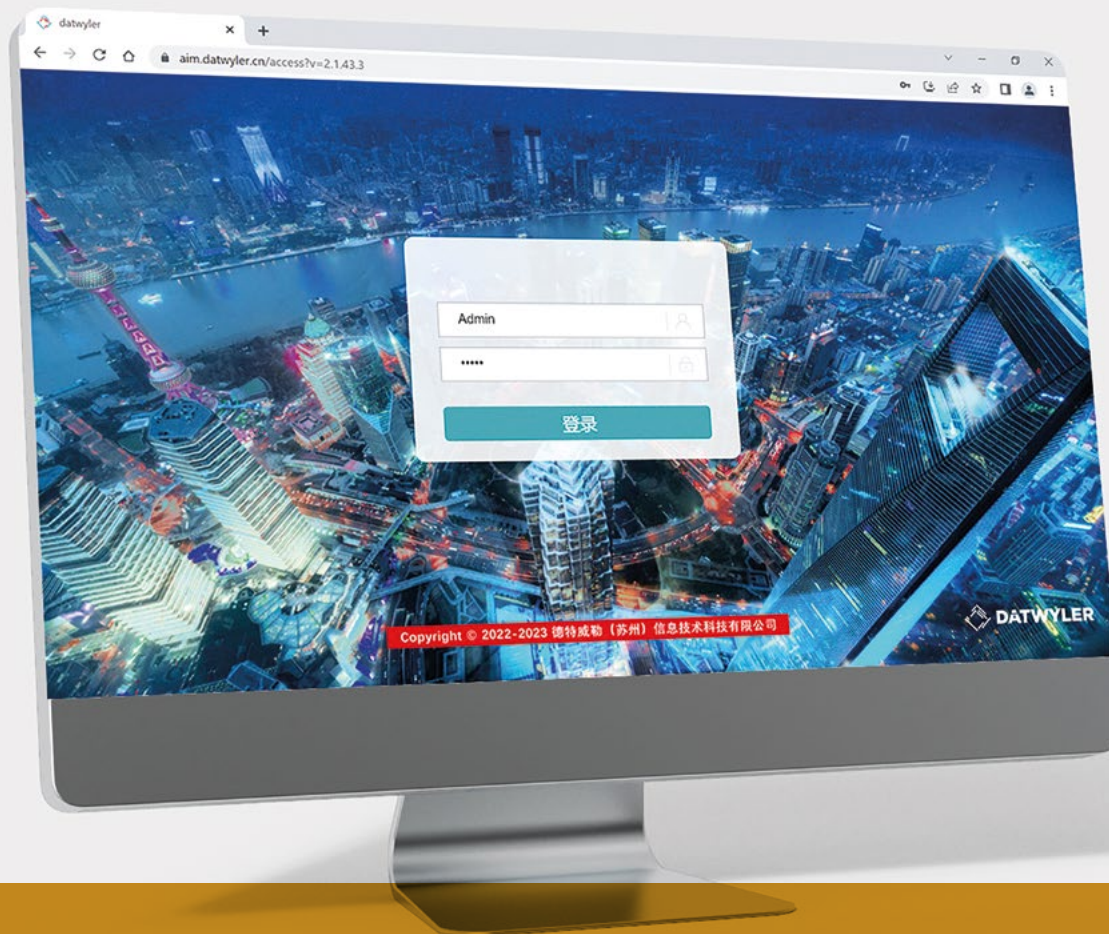 datwyler
aim.datwyler.cn/access?v=2.1.43.3
Admin
•••••
登录
Copyright © 2022-2023 德特威勒（苏州）信息技术科技有限公司
DATWYLER